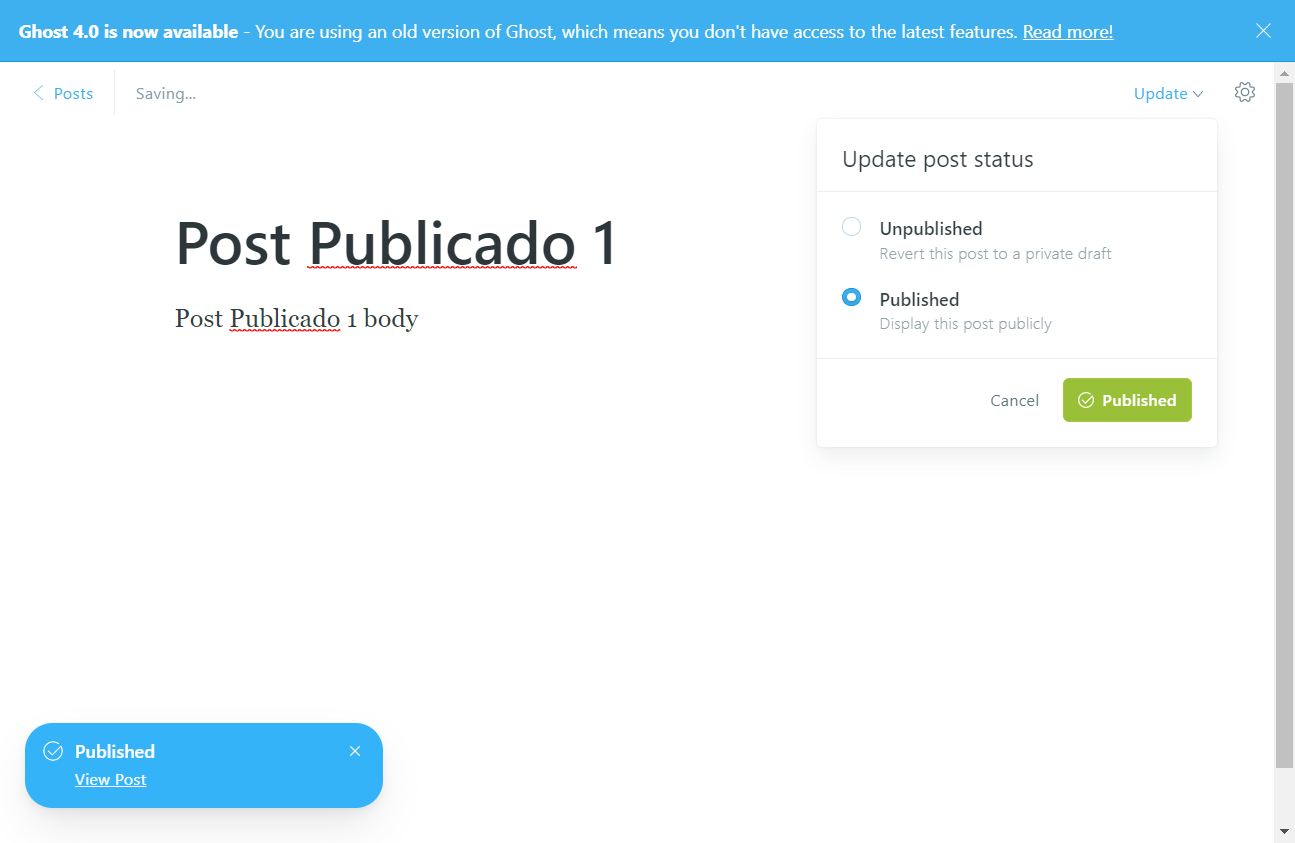 Ghost 4.0 is now available - You are using an old version of Ghost, which means you don't have access to the latest features. Read more!
Posts
Saving...
Update
Update post status
Unpublished
Revert this post to a private draft
Published
Display this post publicly
Cancel
Published
Post Publicado 1
Post Publicado 1 body
Published
View Post